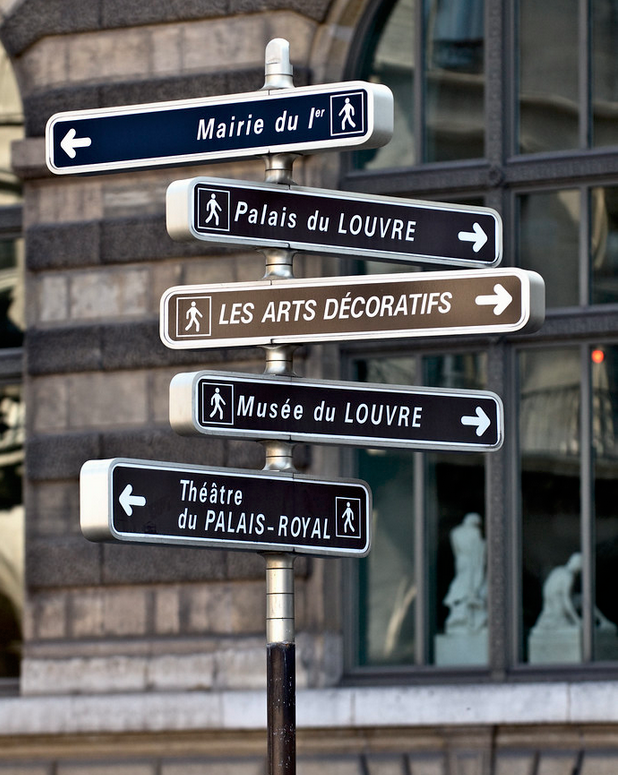 Mairie du Ier
Palais du LOUVRE
LES ARTS DÉCORATIFS
Musée du LOUVRE
Théâtre
du PALAIS-ROYAL